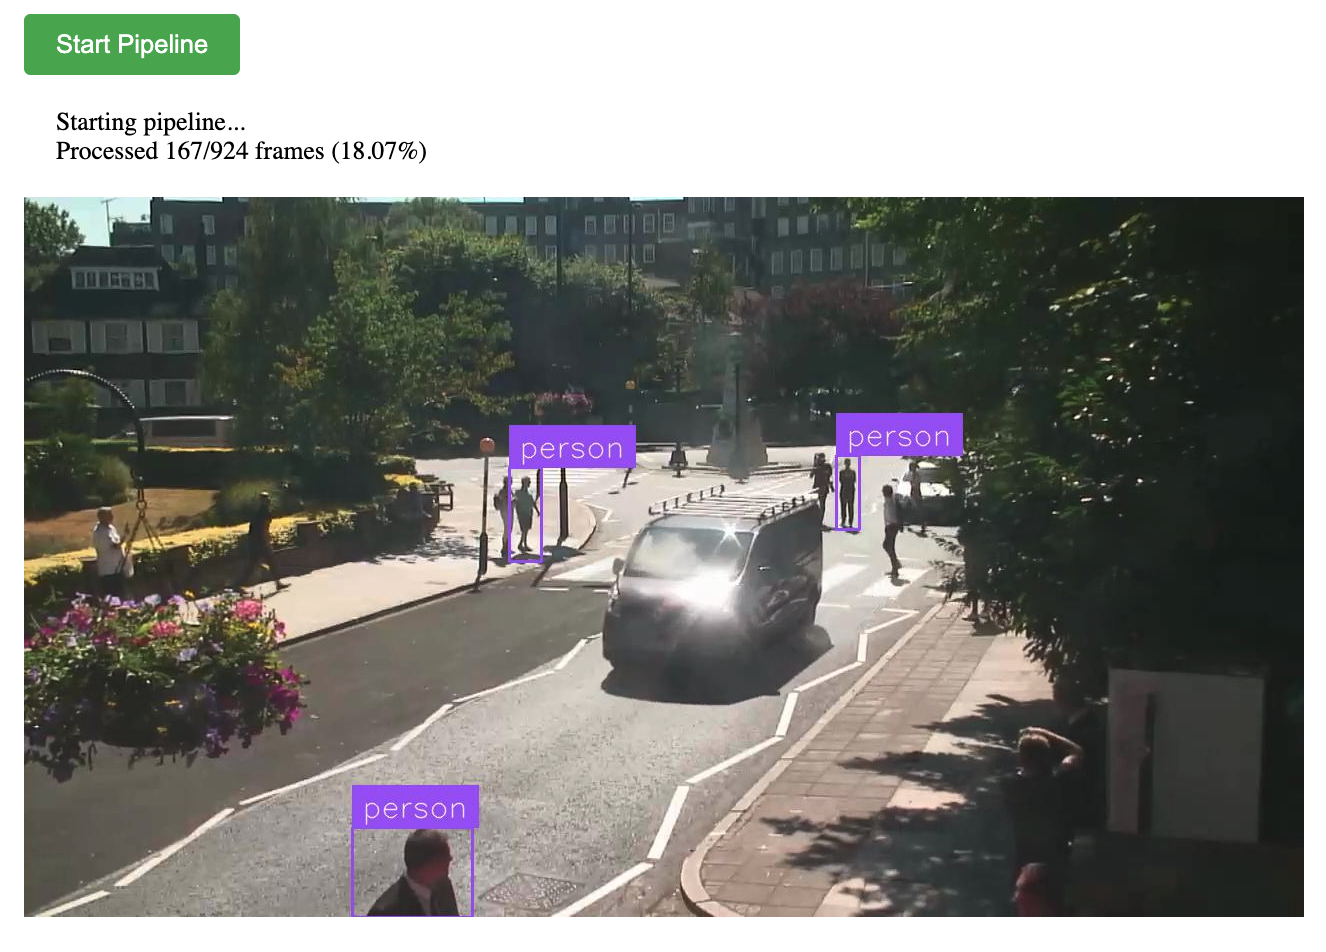 Start Pipeline
Starting pipeline...
Processed 167/924 frames (18.07%)
person
person
person